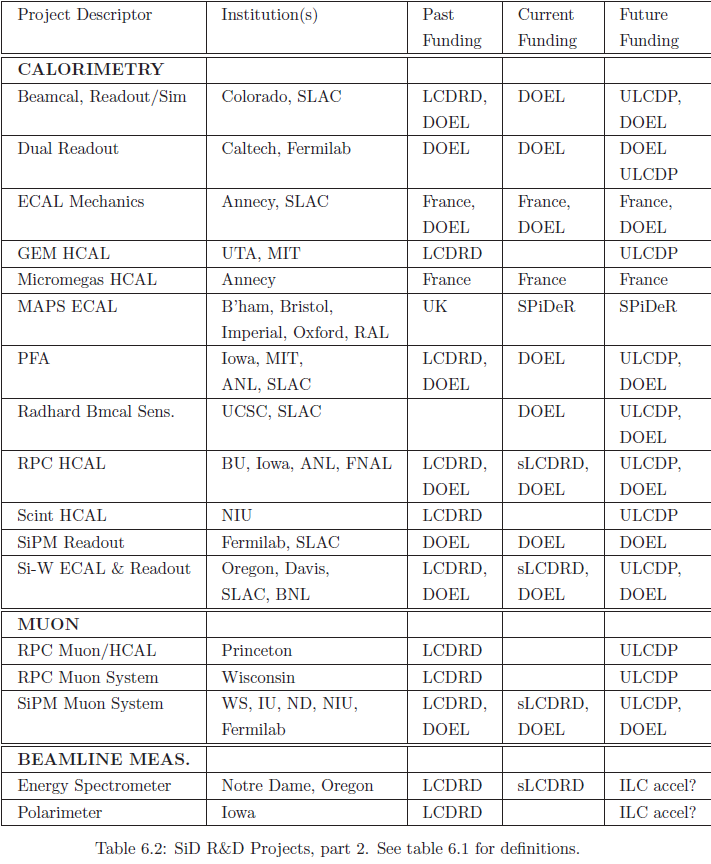 Project Descriptor Institution(s) Past Current Future
Funding Funding Funding
CALORIMETRY
Beamcal, Readout/Sim Colorado, SLAC LCDRD, DOEL ULCDP,
DOEL DOEL
Dual Readout Caltech, Fermilab DOEL DOEL DOEL
ULCDP
ECAL Mechanics Annecy, SLAC France, France, France,
DOEL DOEL DOEL
GEM HCAL UTA, MIT LCDRD ULCDP
Micromegas HCAL Annecy France France France
MAPS ECAL B'ham, Bristol, UK SPiDeR SPiDeR
Imperial, Oxford, RAL
PFA Iowa, MIT, LCDRD, DOEL ULCDP,
ANL, SLAC DOEL DOEL
Radhard Bmcal Sens. UCSC, SLAC DOEL ULCDP,
DOEL
RPC HCAL BU, Iowa, ANL, FNAL LCDRD, sLCDRD, ULCDP,
DOEL DOEL DOEL
Scint HCAL NIU LCDRD ULCDP
SiPM Readout Fermilab, SLAC DOEL DOEL DOEL
Si-W ECAL & Readout Oregon, Davis, LCDRD, sLCDRD, ULCDP,
SLAC, BNL DOEL DOEL DOEL
MUON
RPC Muon/HCAL Princeton LCDRD ULCDP
RPC Muon System Wisconsin LCDRD ULCDP
SiPM Muon System WS, IU, ND, NIU, LCDRD, sLCDRD, ULCDP,
Fermilab DOEL DOEL DOEL
BEAMLINE MEAS.
Energy Spectrometer Notre Dame, Oregon LCDRD sLCDRD ILC accel?
Polarimeter Iowa LCDRD ILC accel?
Table 6.2: SiD R&D Projects, part 2. See table 6.1 for definitions.